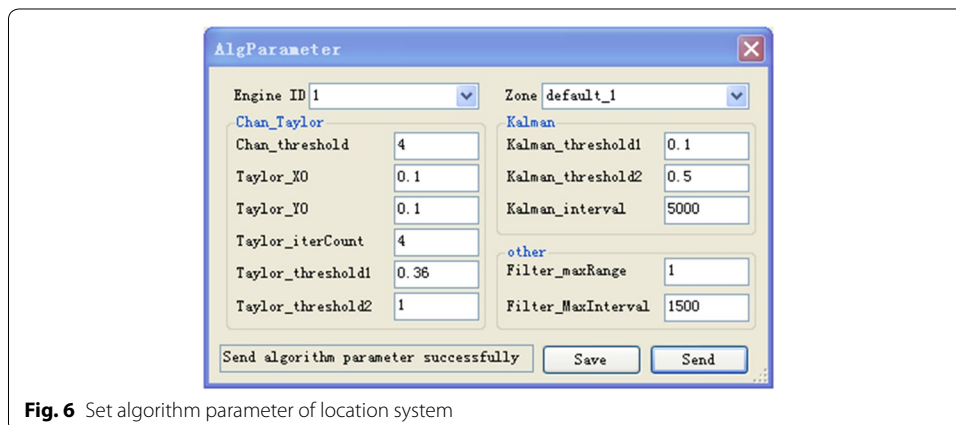 AlgParameter
Engine ID 1
Zone default_1
Chan_Taylor
Chan_threshold 4
Taylor_X0 0.1
Taylor_Y0 0.1
Taylor_iterCount 4
Taylor_threshold1 0.36
Taylor_threshold2 1
Kalman
Kalman_threshold1 0.1
Kalman_threshold2 0.5
Kalman_interval 5000
other
Filter_maxRange 1
Filter_MaxInterval 1500
Send algorithm parameter successfully
Save
Send
Fig. 6 Set algorithm parameter of location system